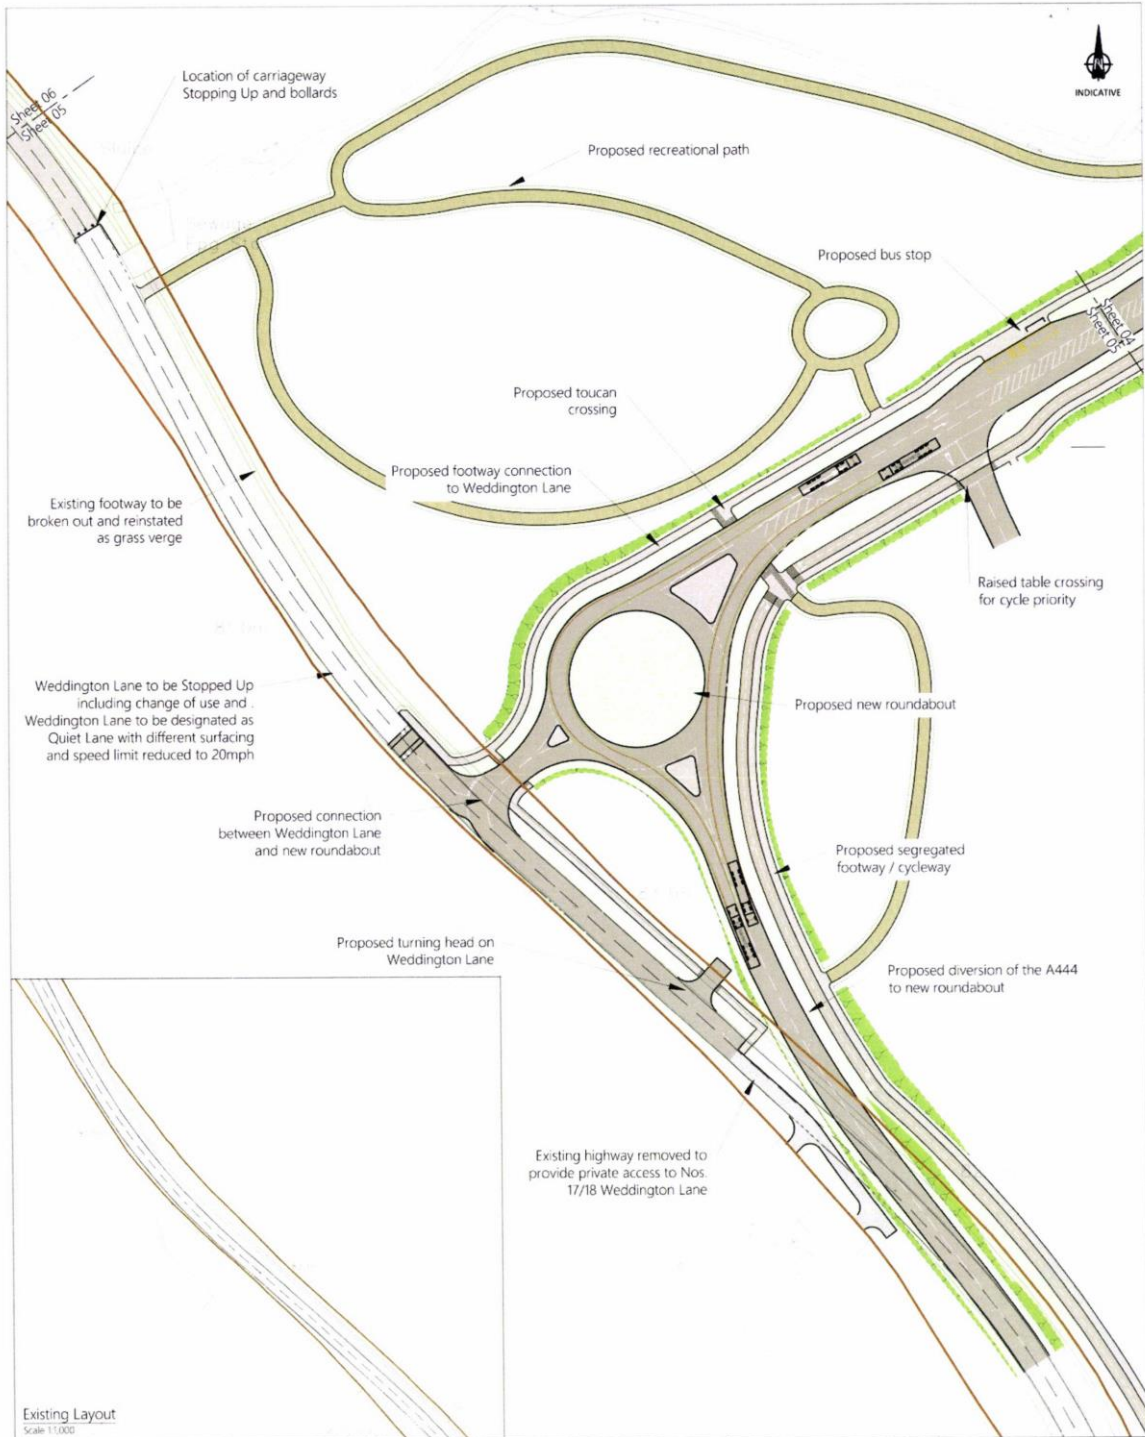 Location of carriageway
Stopping Up and bollards
INDICATIVE
Sheet 06
Sheet 05
Proposed recreational path
Proposed bus stop
Sheet 04
Sheet 05
Proposed toucan
crossing
Proposed footway connection
to Weddington Lane
Existing footway to be
broken out and reinstated
as grass verge
Raised table crossing
for cycle priority
Weddington Lane to be Stopped Up
including change of use and .
Weddington Lane to be designated as
Quiet Lane with different surfacing
and speed limit reduced to 20mph
Proposed new roundabout
Proposed connection
between Weddington Lane
and new roundabout
Proposed segregated
footway / cycleway
Proposed turning head on
Weddington Lane
Proposed diversion of the A444
to new roundabout
Existing highway removed to
provide private access to Nos.
17/18 Weddington Lane
Existing Layout
Scale 1:1,000